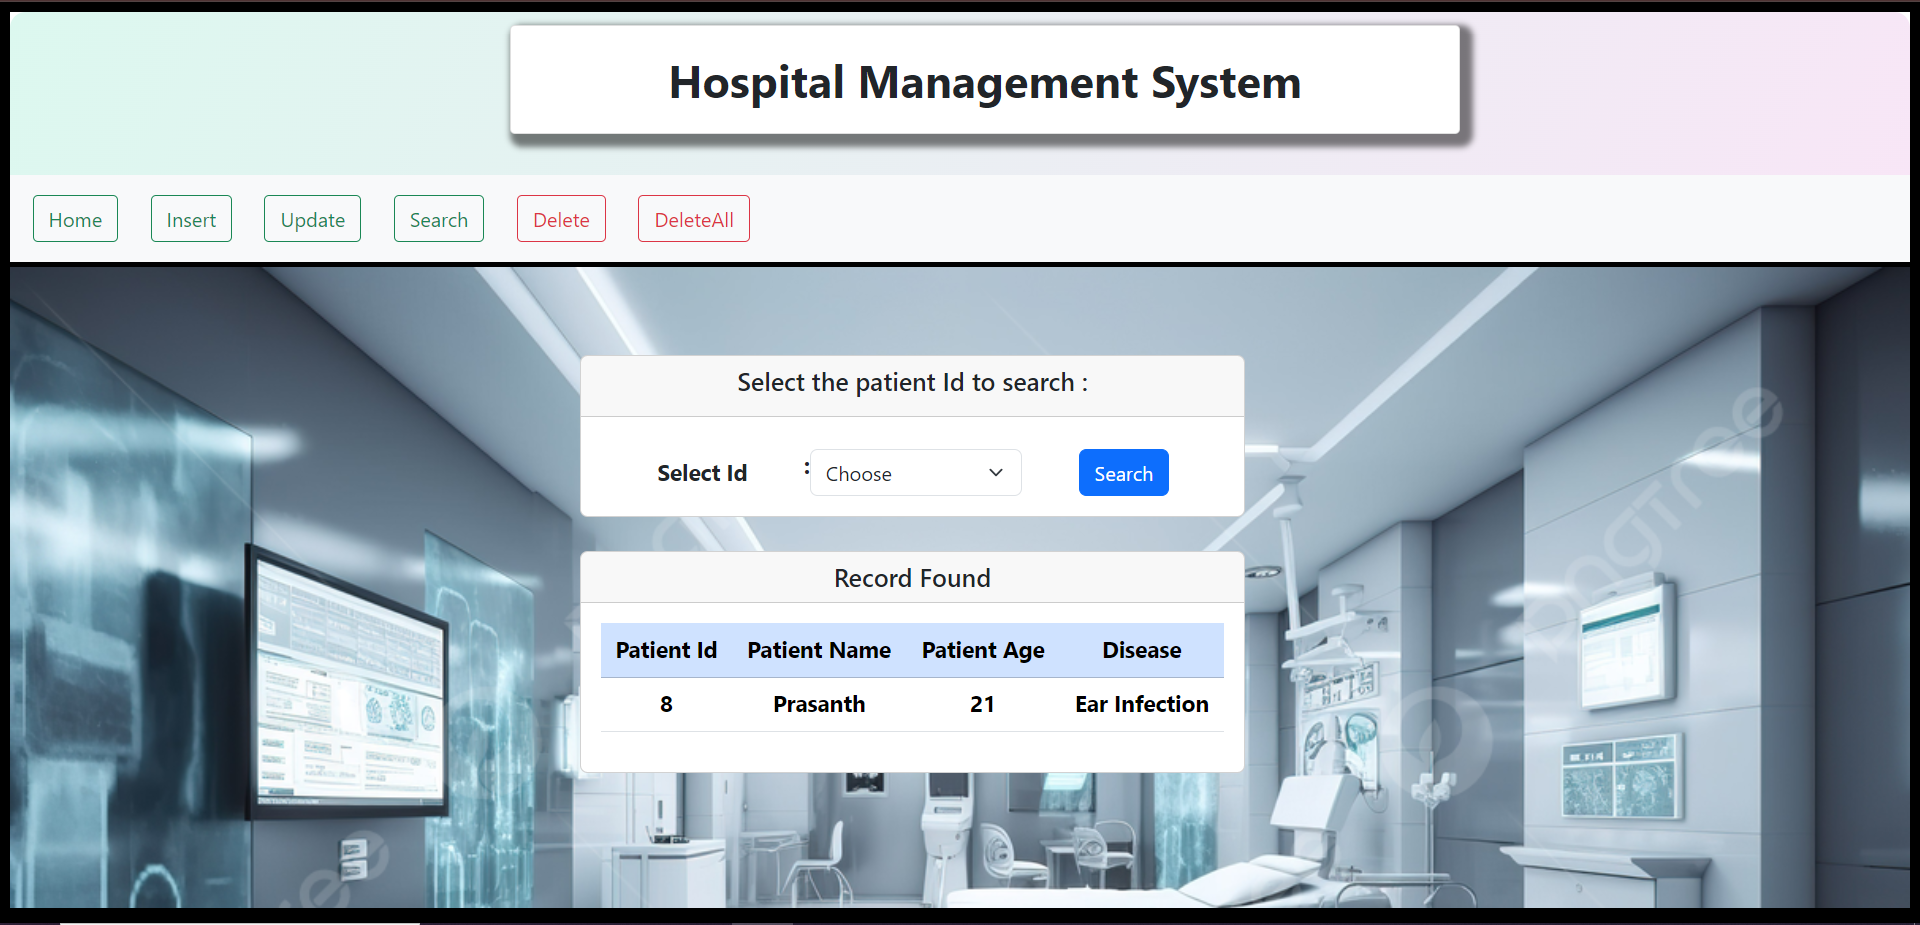 Hospital Management System
Home Insert Update Search Delete DeleteAll
Select the patient Id to search :
Select Id : Choose Search
Record Found
Patient Id Patient Name Patient Age Disease
8 Prasanth 21 Ear Infection
pngtree